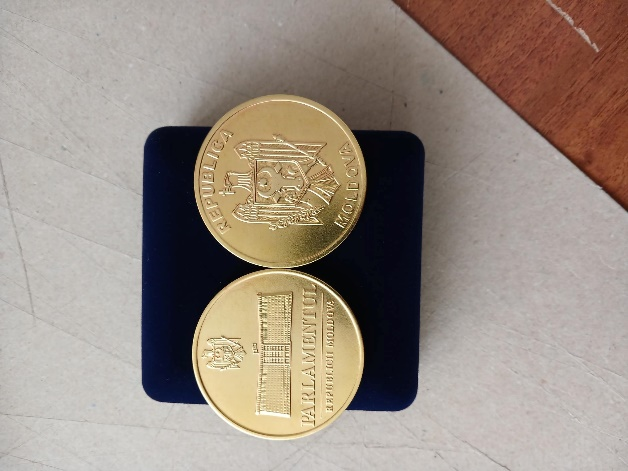 REPUBLICA
MOLDOVA
PARLAMENTUL
REPUBLICII MOLDOVA